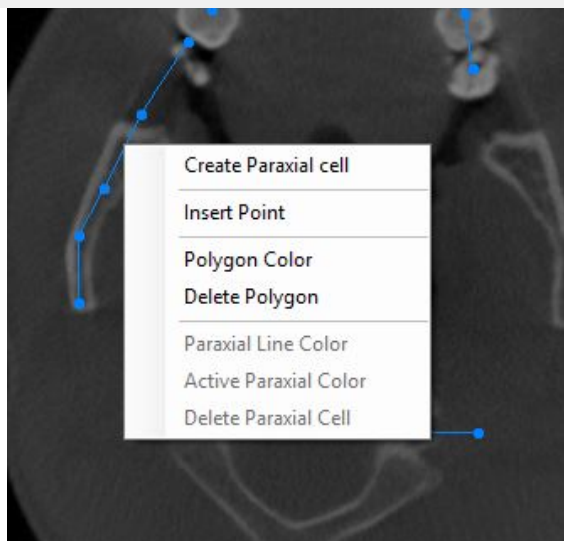 Create Paraxial cell
Insert Point
Polygon Color
Delete Polygon
Paraxial Line Color
Active Paraxial Color
Delete Paraxial Cell